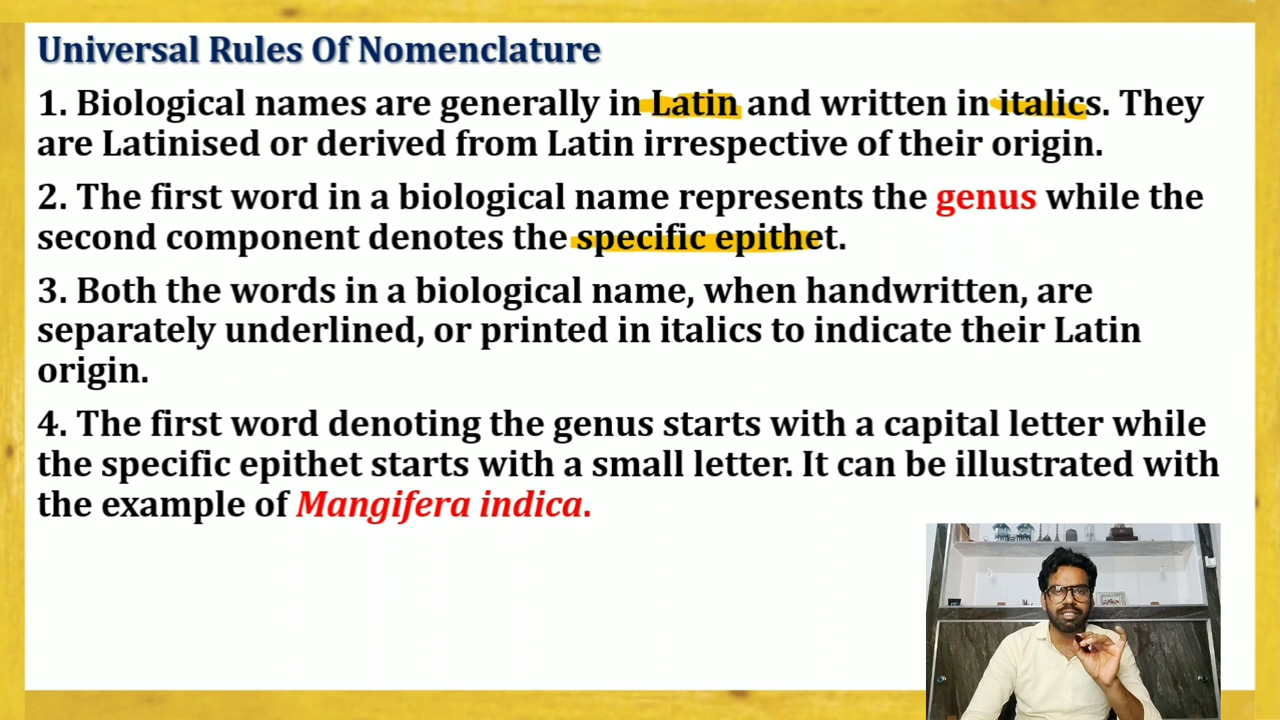 Universal Rules Of Nomenclature
1. Biological names are generally in Latin and written in italics. They
are Latinised or derived from Latin irrespective of their origin.
2. The first word in a biological name represents the genus while the
second component denotes the specific epithet.
3. Both the words in a biological name, when handwritten, are
separately underlined, or printed in italics to indicate their Latin
origin.
4. The first word denoting the genus starts with a capital letter while
the specific epithet starts with a small letter. It can be illustrated with
the example of Mangifera indica.